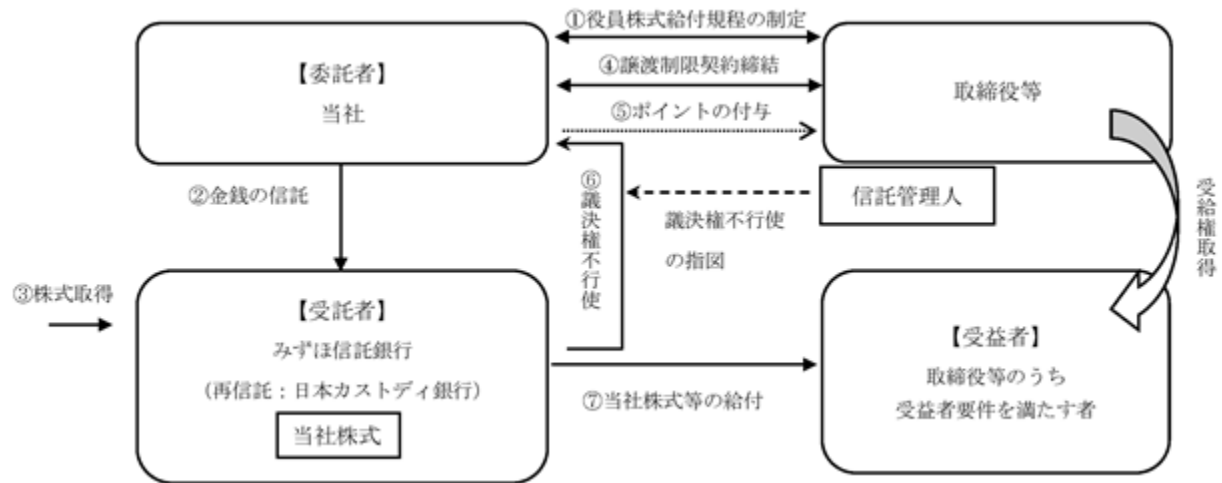 ①役員株式給付規程の制定
【委託者】
当社
④譲渡制限契約締結
取締役等
⑤ポイントの付与
②金銭の信託
⑥議決権不行使
信託管理人
議決権不行使
の指図
受給権取得
③株式取得
【受託者】
みずほ信託銀行
(再信託：日本カストディ銀行)
当社株式
⑦当社株式等の給付
【受益者】
取締役等のうち
受益者要件を満たす者